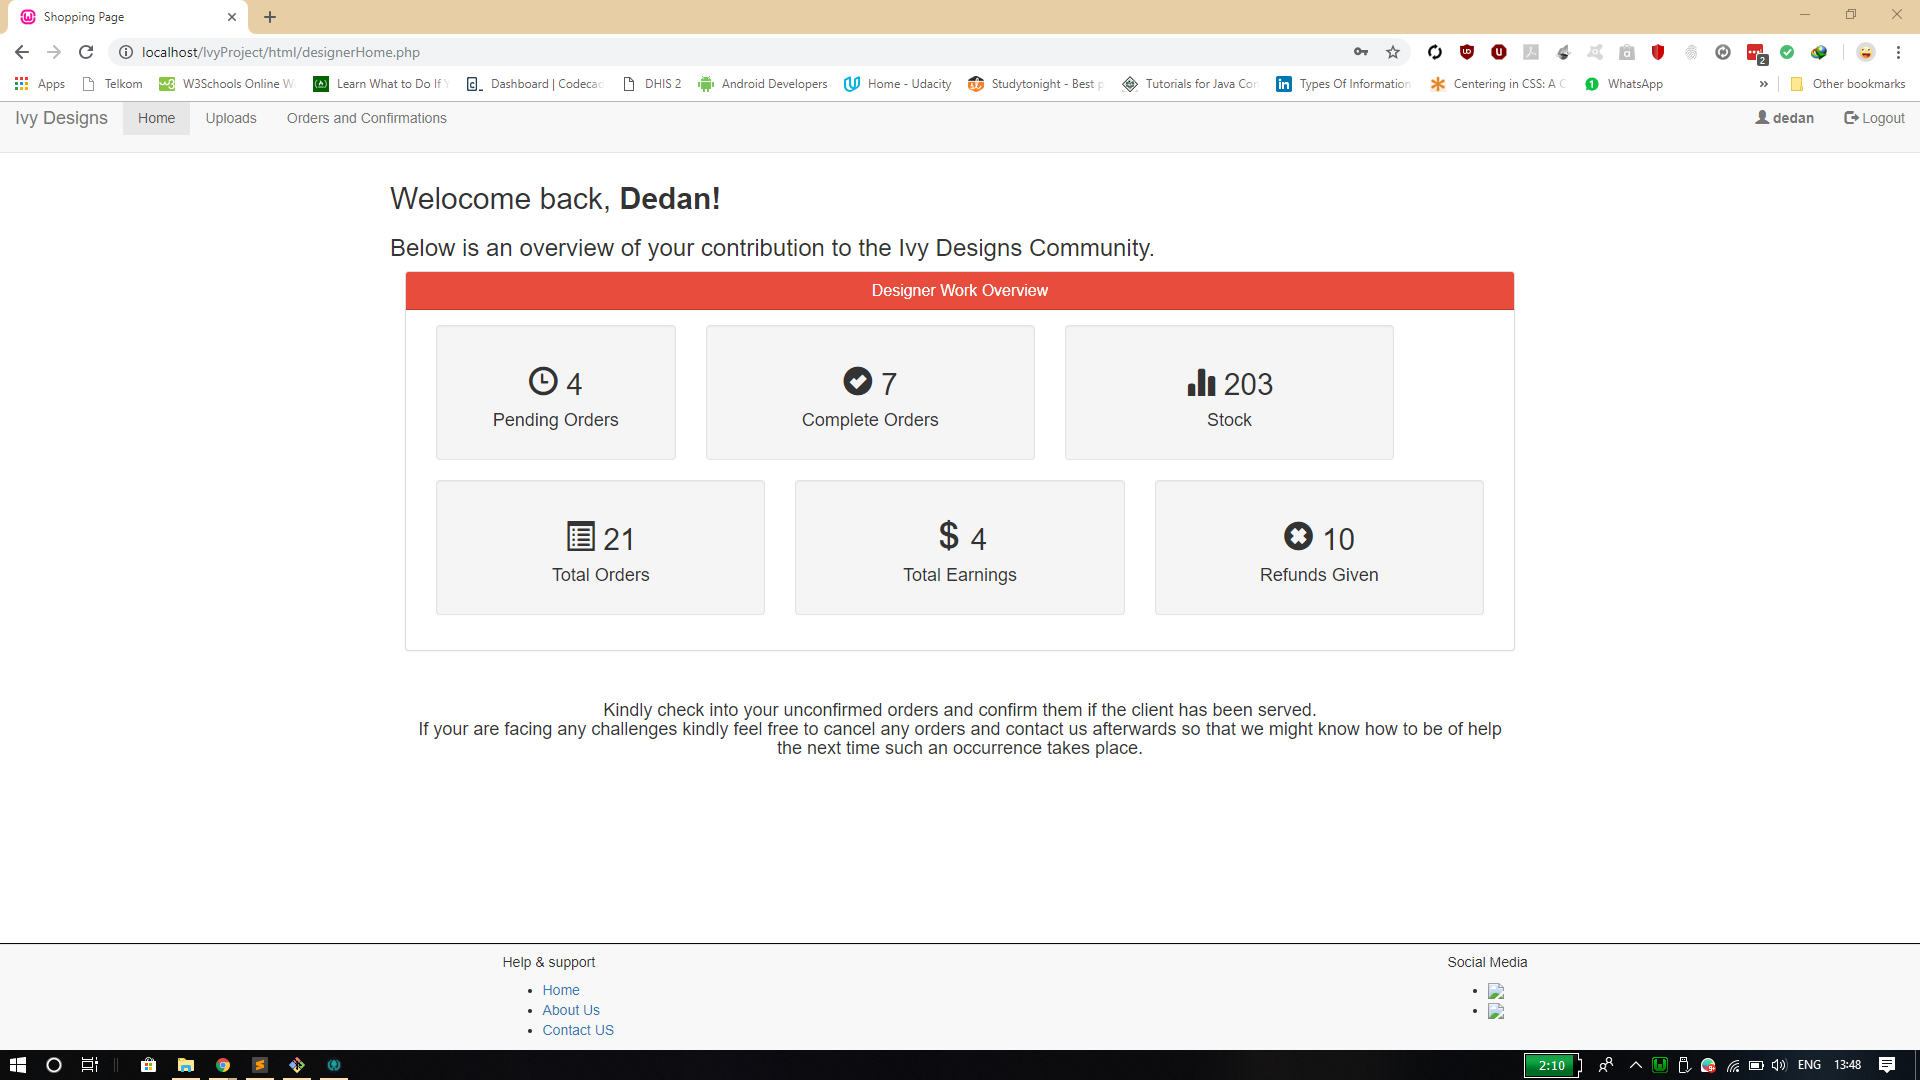 Shopping Page
localhost/IvyProject/html/designerHome.php
2
Apps Telkom W3Schools Online W Learn What to Do If Y Dashboard | Codecac DHIS 2 Android Developers Home - Udacity Studytonight - Best p Tutorials for Java Con Types Of Information Centering in CSS: A C WhatsApp » Other bookmarks
Ivy Designs Home Uploads Orders and Confirmations dedan Logout
Welocome back, Dedan!
Below is an overview of your contribution to the Ivy Designs Community.
Designer Work Overview
4 7 203
Pending Orders Complete Orders Stock
21 $ 4 10
Total Orders Total Earnings Refunds Given
Kindly check into your unconfirmed orders and confirm them if the client has been served.
If your are facing any challenges kindly feel free to cancel any orders and contact us afterwards so that we might know how to be of help
the next time such an occurrence takes place.
Help & support Social Media
Home
About Us
Contact US
2:10 ENG 13:48